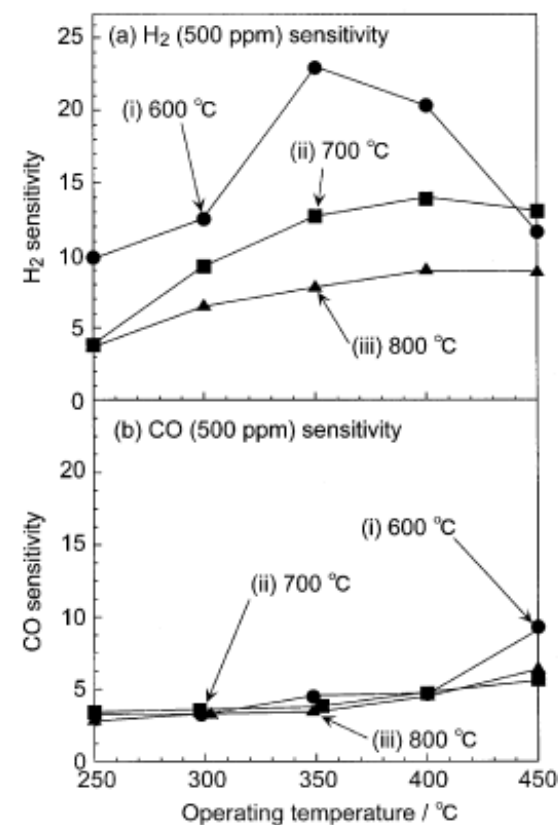 (a) H₂ (500 ppm) sensitivity
25
20
15
10
5
0
H₂ sensitivity
(i) 600 °C
(ii) 700 °C
(iii) 800 °C
(b) CO (500 ppm) sensitivity
20
15
10
5
0
CO sensitivity
(i) 600 °C
(ii) 700 °C
(iii) 800 °C
250 300 350 400 450
Operating temperature / °C